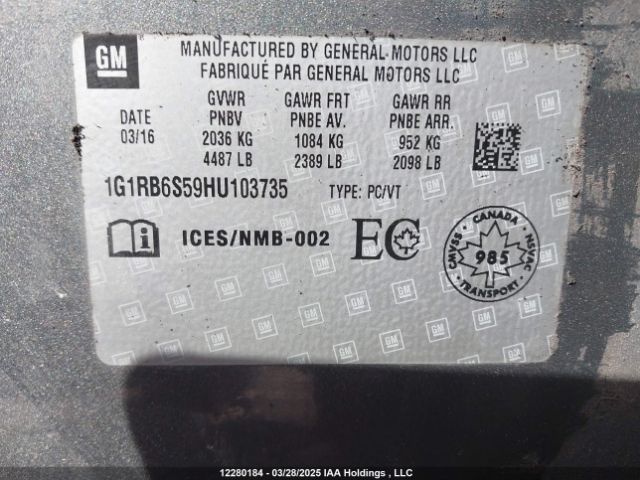 GM
MANUFACTURED BY GENERAL MOTORS LLC
FABRIQUÉ PAR GENERAL MOTORS LLC
DATE
03/16
GVWR
PNBV
2036 KG
4487 LB
GAWR FRT
PNBE AV.
1084 KG
2389 LB
GAWR RR
PNBE ARR.
952 KG
2098 LB
1G1RB6S59HU103735 TYPE: PC/VT
ICES/NMB-002 EC
CANADA
CMVSS 985 NSVAC
TRANSPORT
12280184 - 03/28/2025 IAA Holdings , LLC